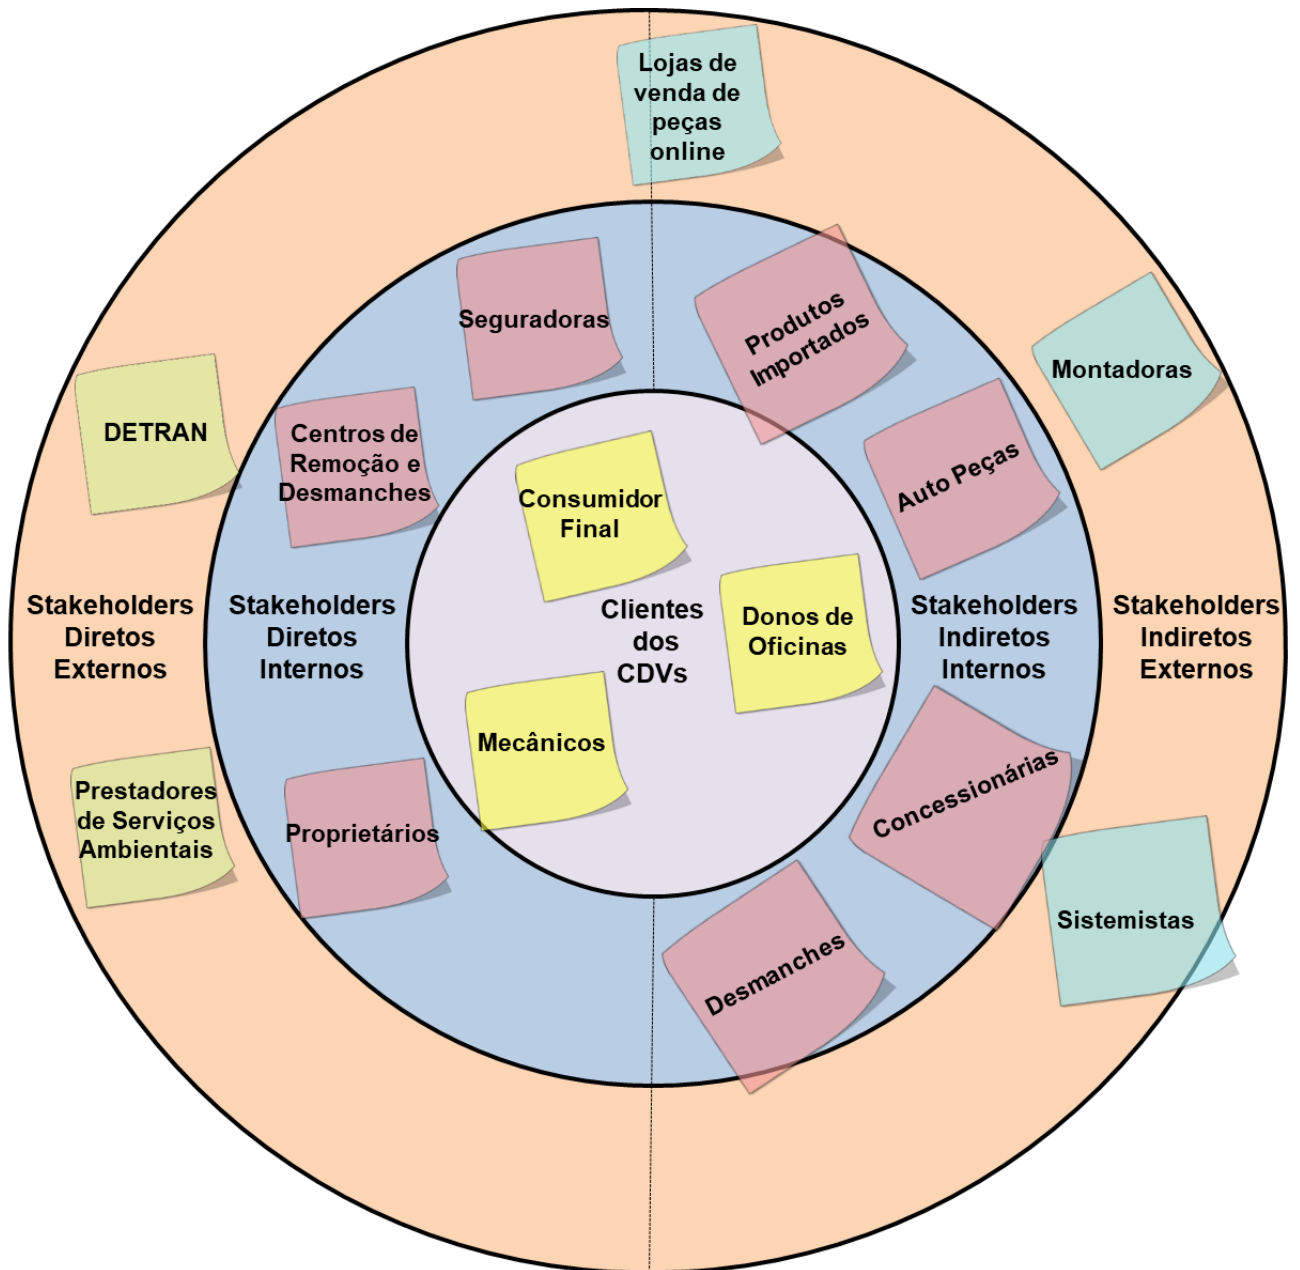 Lojas de
venda de
peças
online
Seguradoras
Produtos
Importados
Montadoras
DETRAN
Centros de
Remoção e
Desmanches
Auto Peças
Consumidor
Final
Stakeholders
Diretos
Externos
Stakeholders
Diretos
Internos
Clientes
dos
CDVs
Donos de
Oficinas
Stakeholders
Indiretos
Internos
Stakeholders
Indiretos
Externos
Mecânicos
Prestadores
de Serviços
Ambientais
Proprietários
Concessionárias
Sistemistas
Desmanches